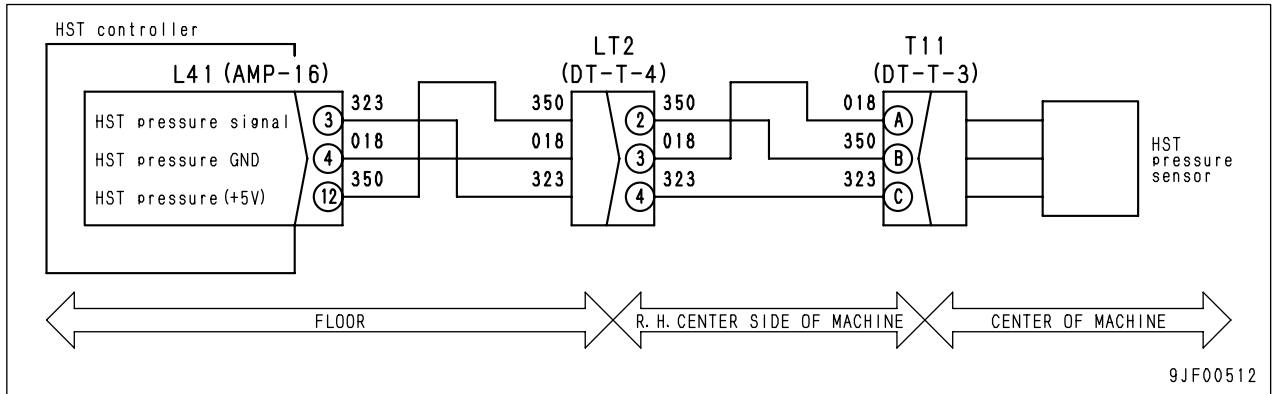 HST controller
L41 (AMP-16)
LT2
(DT-T-4)
T11
(DT-T-3)
HST pressure signal
3
323
350
2
350
018
A
HST pressure GND
4
018
018
3
018
350
B
HST pressure (+5V)
12
350
323
4
323
323
C
HST
pressure
sensor
FLOOR
R. H. CENTER SIDE OF MACHINE
CENTER OF MACHINE
9JF00512